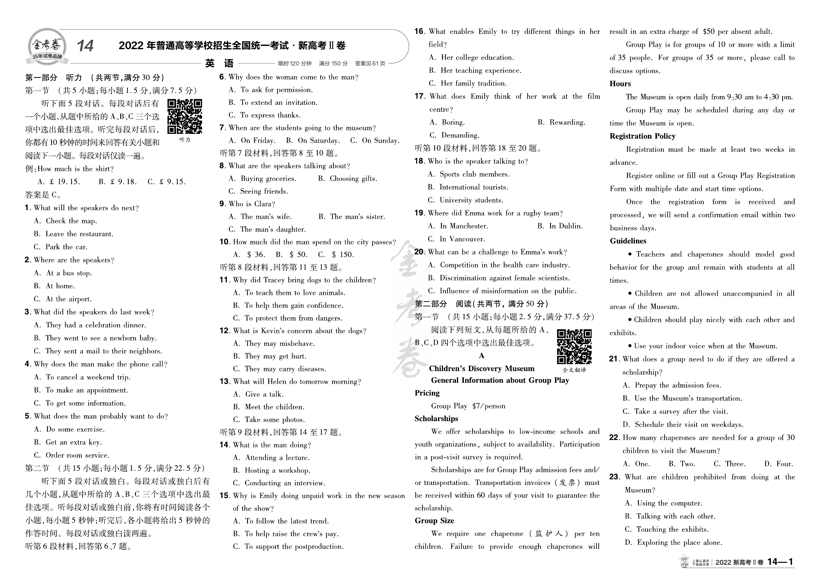 金考卷
百年试卷品牌
14
2022 年普通高等学校招生全国统一考试·新高考Ⅱ卷
英 语
限时120分钟 满分150分 答案见61页
第一部分 听力 (共两节,满分30分)
第一节 (共5小题;每小题1.5分,满分7.5分)
听下面5段对话。每段对话后有
一个小题,从题中所给的A、B、C三个选
项中选出最佳选项。听完每段对话后,
你都有10秒钟的时间来回答有关小题和
阅读下一小题。每段对话仅读一遍。
听力
例:How much is the shirt?
A. £ 19.15. B. £ 9.18. C. £ 9.15.
答案是C。
1. What will the speakers do next?
A. Check the map.
B. Leave the restaurant.
C. Park the car.
2. Where are the speakers?
A. At a bus stop.
B. At home.
C. At the airport.
3. What did the speakers do last week?
A. They had a celebration dinner.
B. They went to see a newborn baby.
C. They sent a mail to their neighbors.
4. Why does the man make the phone call?
A. To cancel a weekend trip.
B. To make an appointment.
C. To get some information.
5. What does the man probably want to do?
A. Do some exercise.
B. Get an extra key.
C. Order room service.
第二节 (共15小题;每小题1.5分,满分22.5分)
听下面5段对话或独白。每段对话或独白后有
几个小题,从题中所给的A、B、C三个选项中选出最
佳选项。听每段对话或独白前,你将有时间阅读各个
小题,每小题5秒钟;听完后,各小题将给出5秒钟的
作答时间。每段对话或独白读两遍。
听第6段材料,回答第6、7题。
6. Why does the woman come to the man?
A. To ask for permission.
B. To extend an invitation.
C. To express thanks.
7. When are the students going to the museum?
A. On Friday. B. On Saturday. C. On Sunday.
听第7段材料,回答第8至10题。
8. What are the speakers talking about?
A. Buying groceries. B. Choosing gifts.
C. Seeing friends.
9. Who is Clara?
A. The man's wife. B. The man's sister.
C. The man's daughter.
10. How much did the man spend on the city passes?
A. $ 36. B. $ 50. C. $ 150.
听第8段材料,回答第11至13题。
11. Why did Tracey bring dogs to the children?
A. To teach them to love animals.
B. To help them gain confidence.
C. To protect them from dangers.
12. What is Kevin's concern about the dogs?
A. They may misbehave.
B. They may get hurt.
C. They may carry diseases.
13. What will Helen do tomorrow morning?
A. Give a talk.
B. Meet the children.
C. Take some photos.
听第9段材料,回答第14至17题。
14. What is the man doing?
A. Attending a lecture.
B. Hosting a workshop.
C. Conducting an interview.
15. Why is Emily doing unpaid work in the new season
of the show?
A. To follow the latest trend.
B. To help raise the crew's pay.
C. To support the postproduction.
16. What enables Emily to try different things in her
field?
A. Her college education.
B. Her teaching experience.
C. Her family tradition.
17. What does Emily think of her work at the film
centre?
A. Boring. B. Rewarding.
C. Demanding.
听第10段材料,回答第18至20题。
18. Who is the speaker talking to?
A. Sports club members.
B. International tourists.
C. University students.
19. Where did Emma work for a rugby team?
A. In Manchester. B. In Dublin.
C. In Vancouver.
20. What can be a challenge to Emma's work?
A. Competition in the health care industry.
B. Discrimination against female scientists.
C. Influence of misinformation on the public.
第二部分 阅读(共两节,满分50分)
第一节 (共15小题;每小题2.5分,满分37.5分)
阅读下列短文,从每题所给的A、
B、C、D四个选项中选出最佳选项。
全文翻译
A
Children's Discovery Museum
General Information about Group Play
Pricing
Group Play $7/person
Scholarships
We offer scholarships to low-income schools and
youth organizations, subject to availability. Participation
in a post-visit survey is required.
Scholarships are for Group Play admission fees and/
or transportation. Transportation invoices (发票) must
be received within 60 days of your visit to guarantee the
scholarship.
Group Size
We require one chaperone (监护人) per ten
children. Failure to provide enough chaperones will
result in an extra charge of $50 per absent adult.
Group Play is for groups of 10 or more with a limit
of 35 people. For groups of 35 or more, please call to
discuss options.
Hours
The Museum is open daily from 9:30 am to 4:30 pm.
Group Play may be scheduled during any day or
time the Museum is open.
Registration Policy
Registration must be made at least two weeks in
advance.
Register online or fill out a Group Play Registration
Form with multiple date and start time options.
Once the registration form is received and
processed, we will send a confirmation email within two
business days.
Guidelines
● Teachers and chaperones should model good
behavior for the group and remain with students at all
times.
● Children are not allowed unaccompanied in all
areas of the Museum.
● Children should play nicely with each other and
exhibits.
● Use your indoor voice when at the Museum.
21. What does a group need to do if they are offered a
scholarship?
A. Prepay the admission fees.
B. Use the Museum's transportation.
C. Take a survey after the visit.
D. Schedule their visit on weekdays.
22. How many chaperones are needed for a group of 30
children to visit the Museum?
A. One. B. Two. C. Three. D. Four.
23. What are children prohibited from doing at the
Museum?
A. Using the computer.
B. Talking with each other.
C. Touching the exhibits.
D. Exploring the place alone.
金考卷
2022 新高考Ⅱ卷 14—1